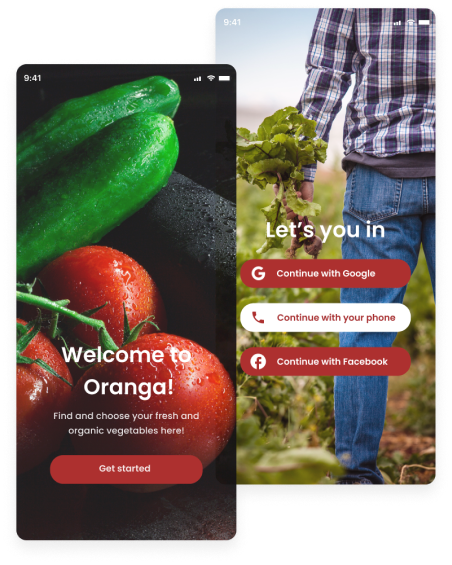 9:41
Welcome to
Oranga!
Find and choose your fresh and
organic vegetables here!
Get started
9:41
Let's you in
Continue with Google
Continue with your phone
Continue with Facebook